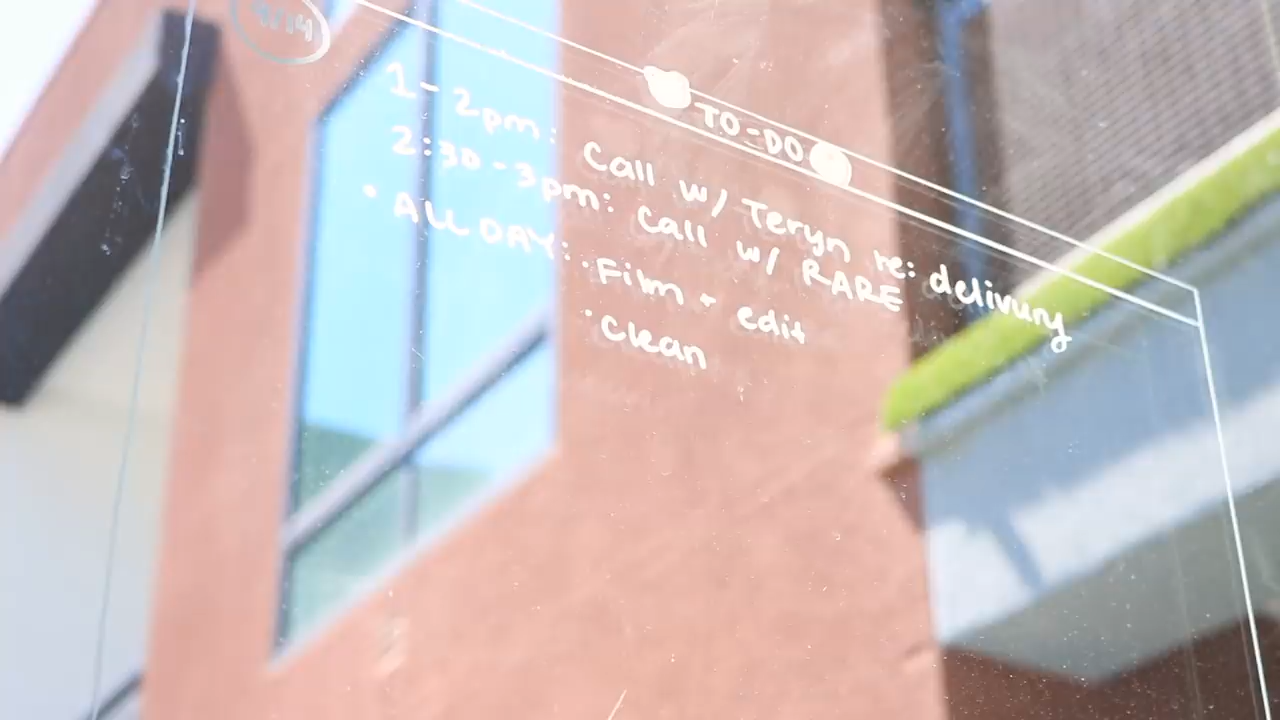 TO-DO
1-2pm: Call w/ Teryn re: delivury
2:30-3pm: Call w/ RARE
• ALL DAY: • Film + edit
• Clean